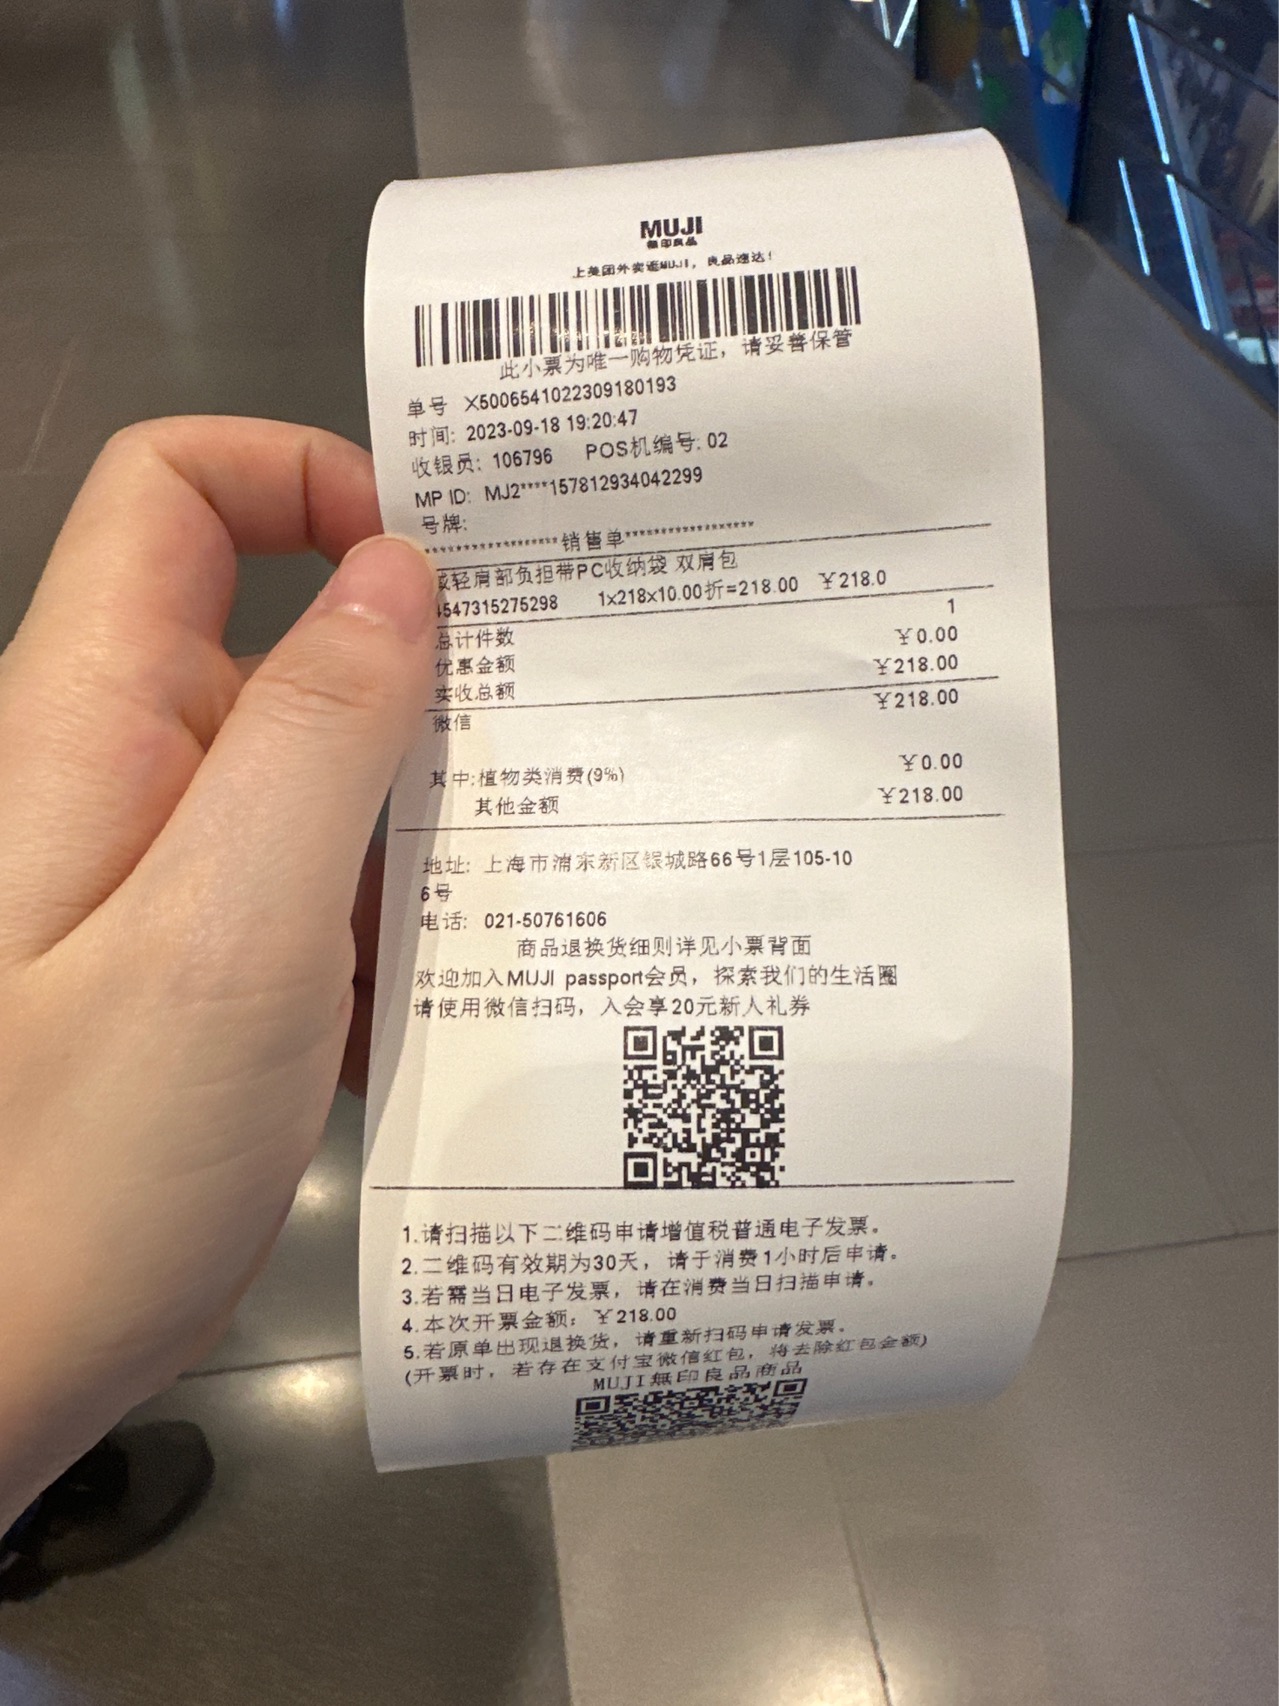 MUJI
無印良品
上美团外卖逛MUJI，良品速达！
此小票为唯一购物凭证，请妥善保管
单号 X5006541022309180193
时间: 2023-09-18 19:20:47
收银员: 106796 POS机编号: 02
MP ID: MJ2****157812934042299
号牌:
********************销售单********************
减轻肩部负担带PC收纳袋 双肩包
4547315275298 1x218x10.00折=218.00 ￥218.0
总计件数 1
优惠金额 ￥0.00
实收总额 ￥218.00
微信 ￥218.00
其中:植物类消费(9%) ￥0.00
其他金额 ￥218.00
地址: 上海市浦东新区银城路66号1层105-10
6号
电话: 021-50761606
商品退换货细则详见小票背面
欢迎加入MUJI passport会员，探索我们的生活圈
请使用微信扫码，入会享20元新人礼券
1.请扫描以下二维码申请增值税普通电子发票。
2.二维码有效期为30天，请于消费1小时后申请。
3.若需当日电子发票，请在消费当日扫描申请。
4.本次开票金额：￥218.00
5.若原单出现退换货，请重新扫码申请发票。
(开票时，若存在支付宝微信红包，将去除红包金额)
MUJI無印良品商品